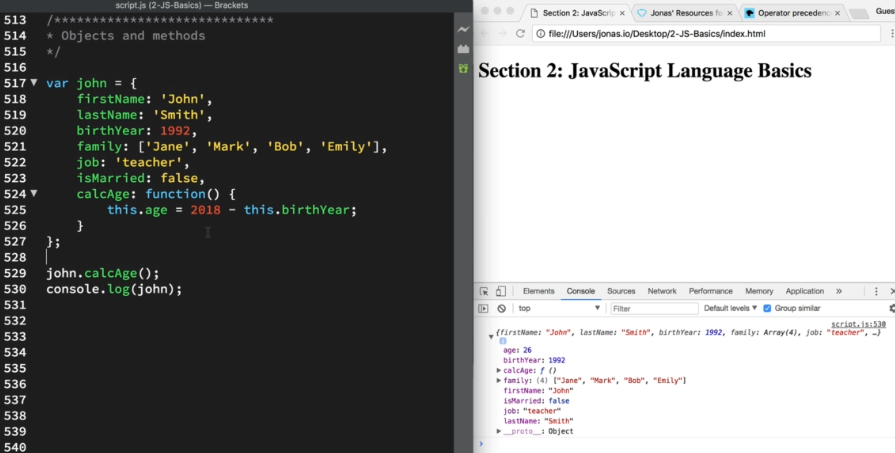 script.js (2-JS-Basics) — Brackets
513 /*****************************
514 * Objects and methods
515 */
516
517 var john = {
518 firstName: 'John',
519 lastName: 'Smith',
520 birthYear: 1992,
521 family: ['Jane', 'Mark', 'Bob', 'Emily'],
522 job: 'teacher',
523 isMarried: false,
524 calcAge: function() {
525 this.age = 2018 - this.birthYear;
526 }
527 };
528
529 john.calcAge();
530 console.log(john);
531
532
533
534
535
536
537
538
539
540
Section 2: JavaScrip × Jonas' Resources fo × Operator precedenc × Gues
file:///Users/jonas.io/Desktop/2-JS-Basics/index.html
Section 2: JavaScript Language Basics
Elements Console Sources Network Performance Memory Application »
top Filter Default levels Group similar
script.js:530
{firstName: "John", lastName: "Smith", birthYear: 1992, family: Array(4), job: "teacher", …}
age: 26
birthYear: 1992
calcAge: ƒ ()
family: (4) ["Jane", "Mark", "Bob", "Emily"]
firstName: "John"
isMarried: false
job: "teacher"
lastName: "Smith"
__proto__: Object